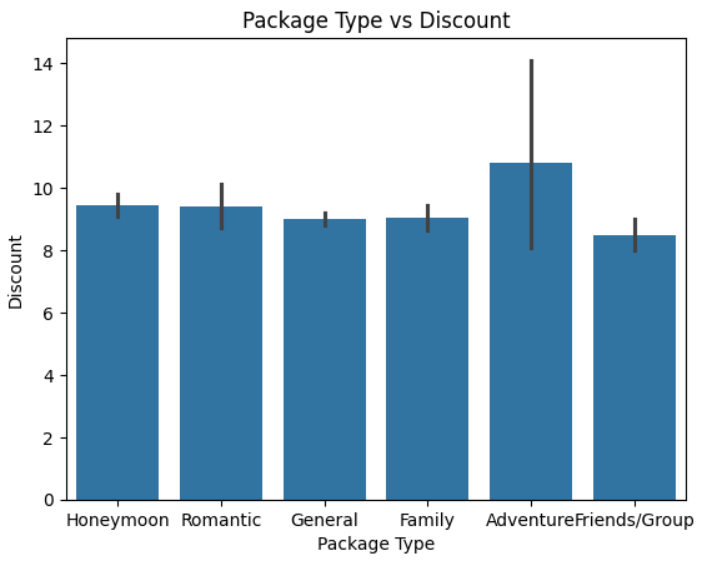 Package Type vs Discount
14
12
10
8
6
4
2
0
Discount
Honeymoon Romantic General Family Adventure Friends/Group
Package Type